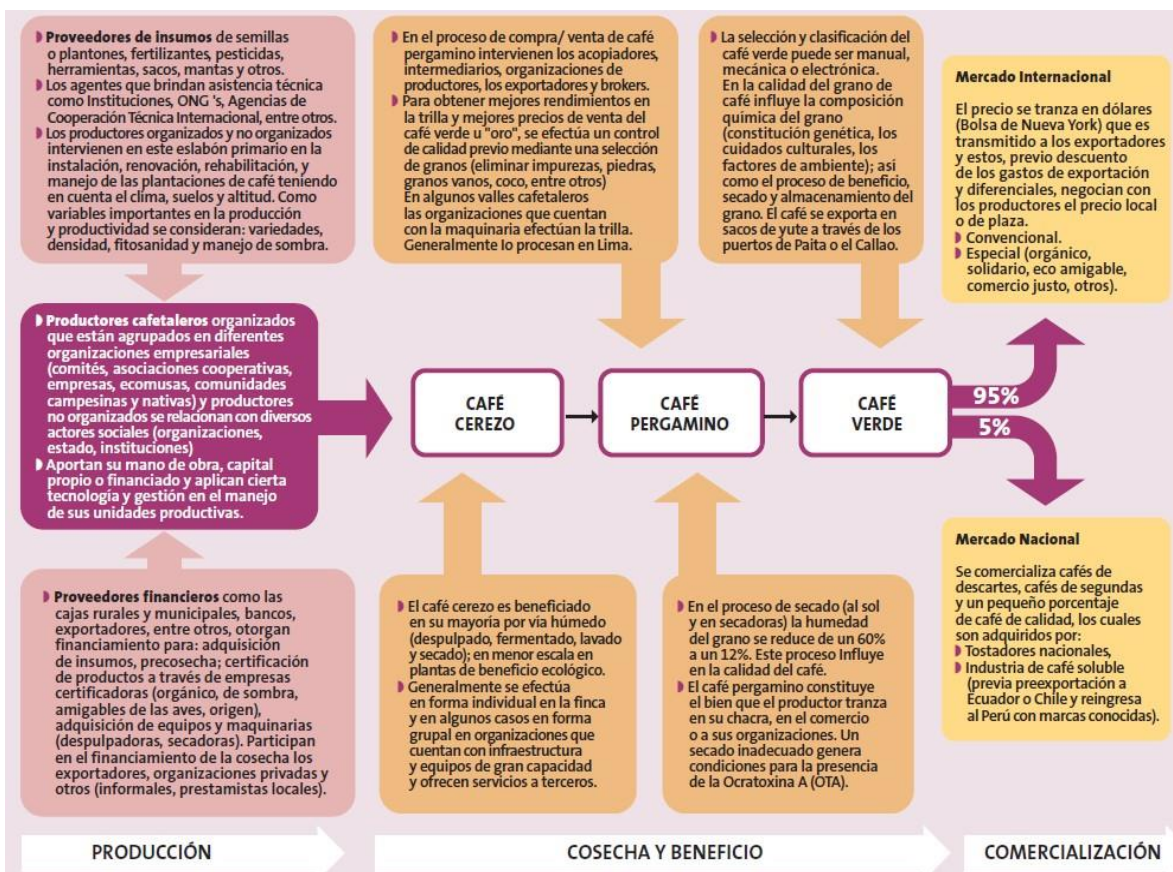 Proveedores de insumos de semillas
o plantones, fertilizantes, pesticidas,
herramientas, sacos, mantas y otros.
Los agentes que brindan asistencia técnica
como Instituciones, ONG 's, Agencias de
Cooperación Técnica Internacional, entre otros.
Los productores organizados y no organizados
intervienen en este eslabón primario en la
instalación, renovación, rehabilitación, y
manejo de las plantaciones de café teniendo
en cuenta el clima, suelos y altitud. Como
variables importantes en la producción
y productividad se consideran: variedades,
densidad, fitosanidad y manejo de sombra.
En el proceso de compra/ venta de café
pergamino intervienen los acopiadores,
intermediarios, organizaciones de
productores, los exportadores y brokers.
Para obtener mejores rendimientos en
la trilla y mejores precios de venta del
café verde u "oro", se efectúa un control
de calidad previo mediante una selección
de granos (eliminar impurezas, piedras,
granos vanos, coco, entre otros)
En algunos valles cafetaleros
las organizaciones que cuentan
con la maquinaria efectúan la trilla.
Generalmente lo procesan en Lima.
La selección y clasificación del
café verde puede ser manual,
mecánica o electrónica.
En la calidad del grano de
café influye la composición
química del grano
(constitución genética, los
cuidados culturales, los
factores de ambiente); así
como el proceso de beneficio,
secado y almacenamiento del
grano. El café se exporta en
sacos de yute a través de los
puertos de Paita o el Callao.
Mercado Internacional
El precio se tranza en dólares
(Bolsa de Nueva York) que es
transmitido a los exportadores
y estos, previo descuento
de los gastos de exportación
y diferenciales, negocian con
los productores el precio local
o de plaza.
Convencional.
Especial (orgánico,
solidario, eco amigable,
comercio justo, otros).
Productores cafetaleros organizados
que están agrupados en diferentes
organizaciones empresariales
(comités, asociaciones cooperativas,
empresas, ecomusas, comunidades
campesinas y nativas) y productores
no organizados se relacionan con diversos
actores sociales (organizaciones,
estado, instituciones)
Aportan su mano de obra, capital
propio o financiado y aplican cierta
tecnología y gestión en el manejo
de sus unidades productivas.
CAFÉ
CEREZO
CAFÉ
PERGAMINO
CAFÉ
VERDE
95%
5%
Proveedores financieros como las
cajas rurales y municipales, bancos,
exportadores, entre otros, otorgan
financiamiento para: adquisición
de insumos, precosecha; certificación
de productos a través de empresas
certificadoras (orgánico, de sombra,
amigables de las aves, origen),
adquisición de equipos y maquinarias
(despulpadoras, secadoras). Participan
en el financiamiento de la cosecha los
exportadores, organizaciones privadas y
otros (informales, prestamistas locales).
El café cerezo es beneficiado
en su mayoria por vía húmedo
(despulpado, fermentado, lavado
y secado); en menor escala en
plantas de beneficio ecológico.
Generalmente se efectúa
en forma individual en la finca
y en algunos casos en forma
grupal en organizaciones que
cuentan con infraestructura
y equipos de gran capacidad
y ofrecen servicios a terceros.
En el proceso de secado (al sol
y en secadoras) la humedad
del grano se reduce de un 60%
a un 12%. Este proceso Influye
en la calidad del café.
El café pergamino constituye
el bien que el productor tranza
en su chacra, en el comercio
o a sus organizaciones. Un
secado inadecuado genera
condiciones para la presencia
de la Ocratoxina A (OTA).
Mercado Nacional
Se comercializa cafés de
descartes, cafés de segundas
y un pequeño porcentaje
de café de calidad, los cuales
son adquiridos por:
Tostadores nacionales,
Industria de café soluble
(previa preexportación a
Ecuador o Chile y reingresa
al Perú con marcas conocidas).
PRODUCCIÓN
COSECHA Y BENEFICIO
COMERCIALIZACIÓN